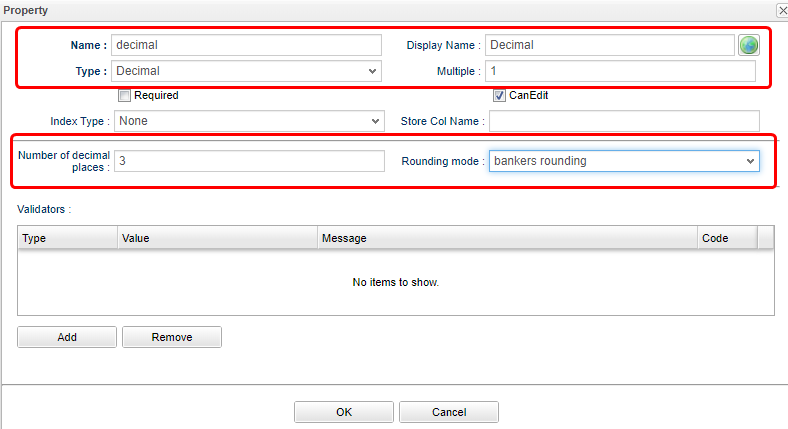 Property
Name : decimal Display Name : Decimal
Type : Decimal Multiple : 1
Required CanEdit
Index Type : None Store Col Name :
Number of decimal
places : 3 Rounding mode : bankers rounding
Validators :
Type Value Message Code
No items to show.
Add Remove
OK Cancel